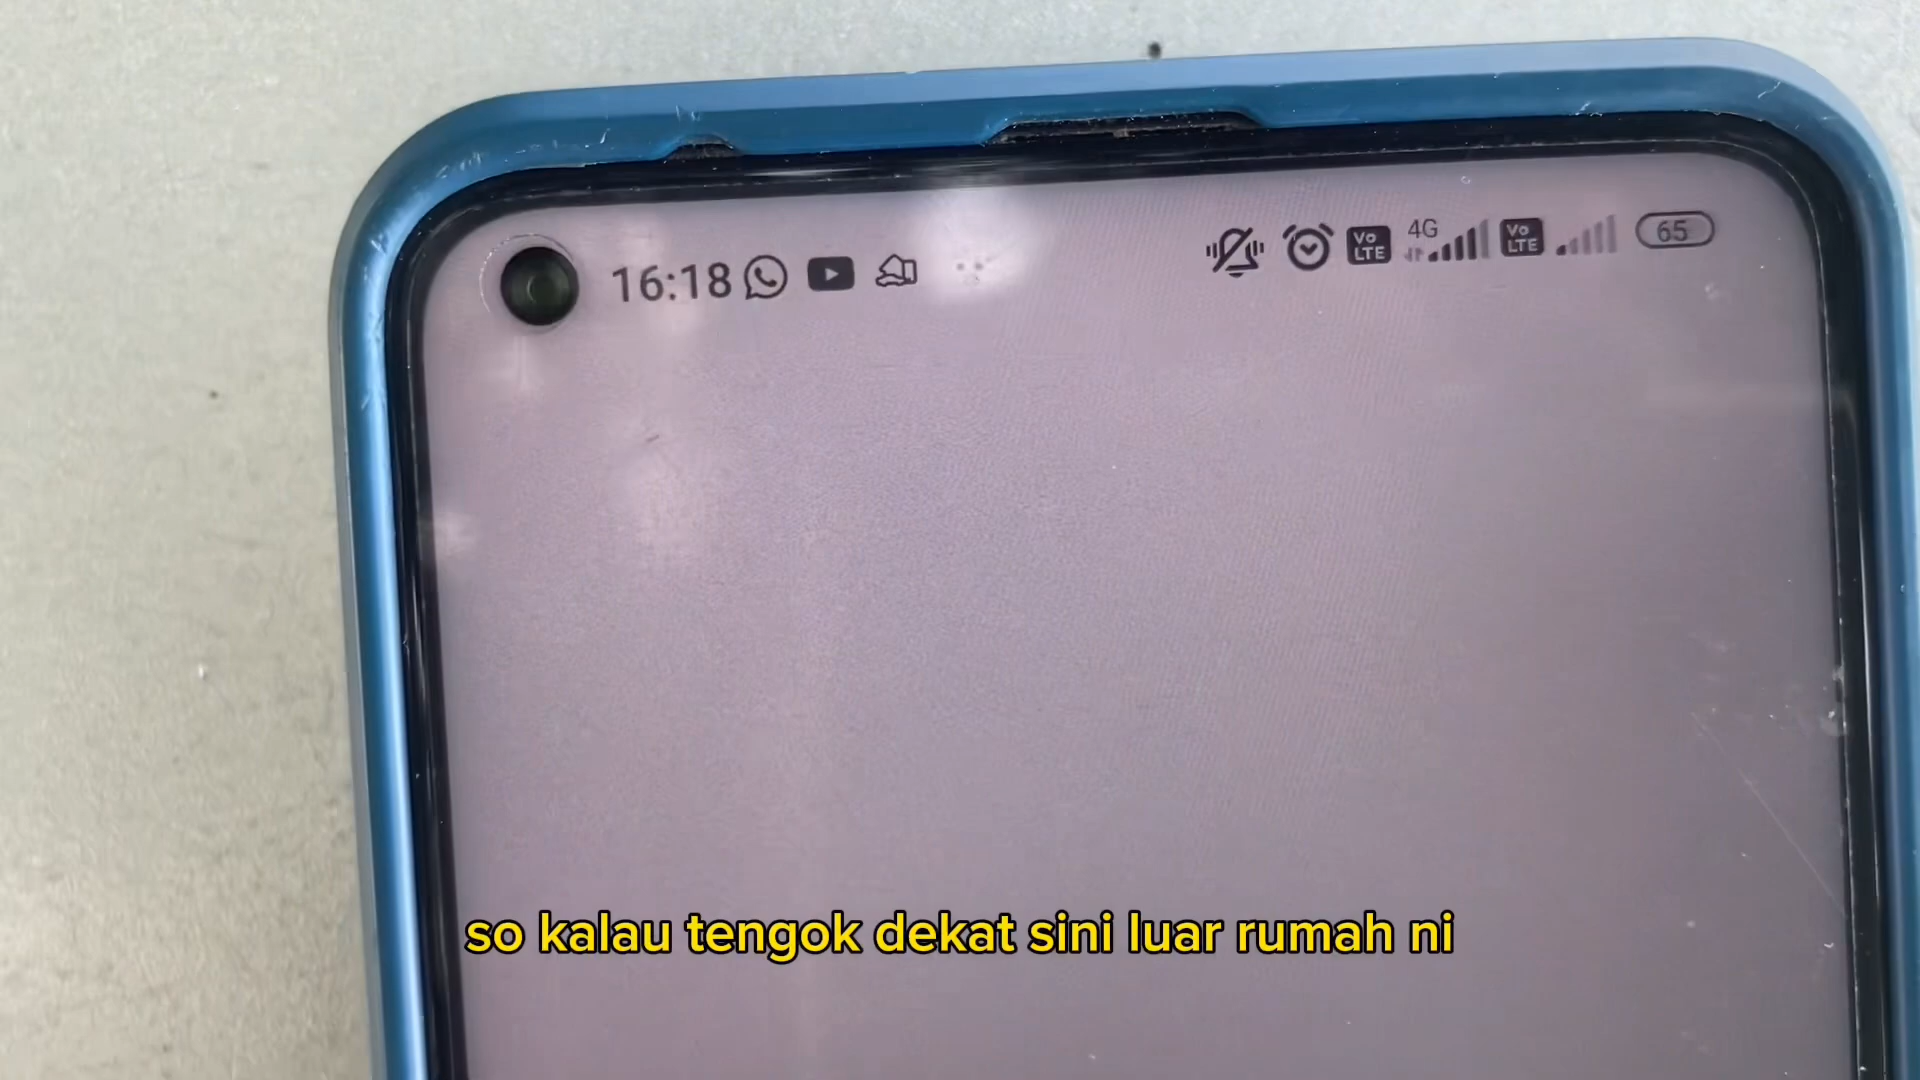 16:18 Vo LTE 4G Vo LTE 65
so kalau tengok dekat sini luar rumah ni